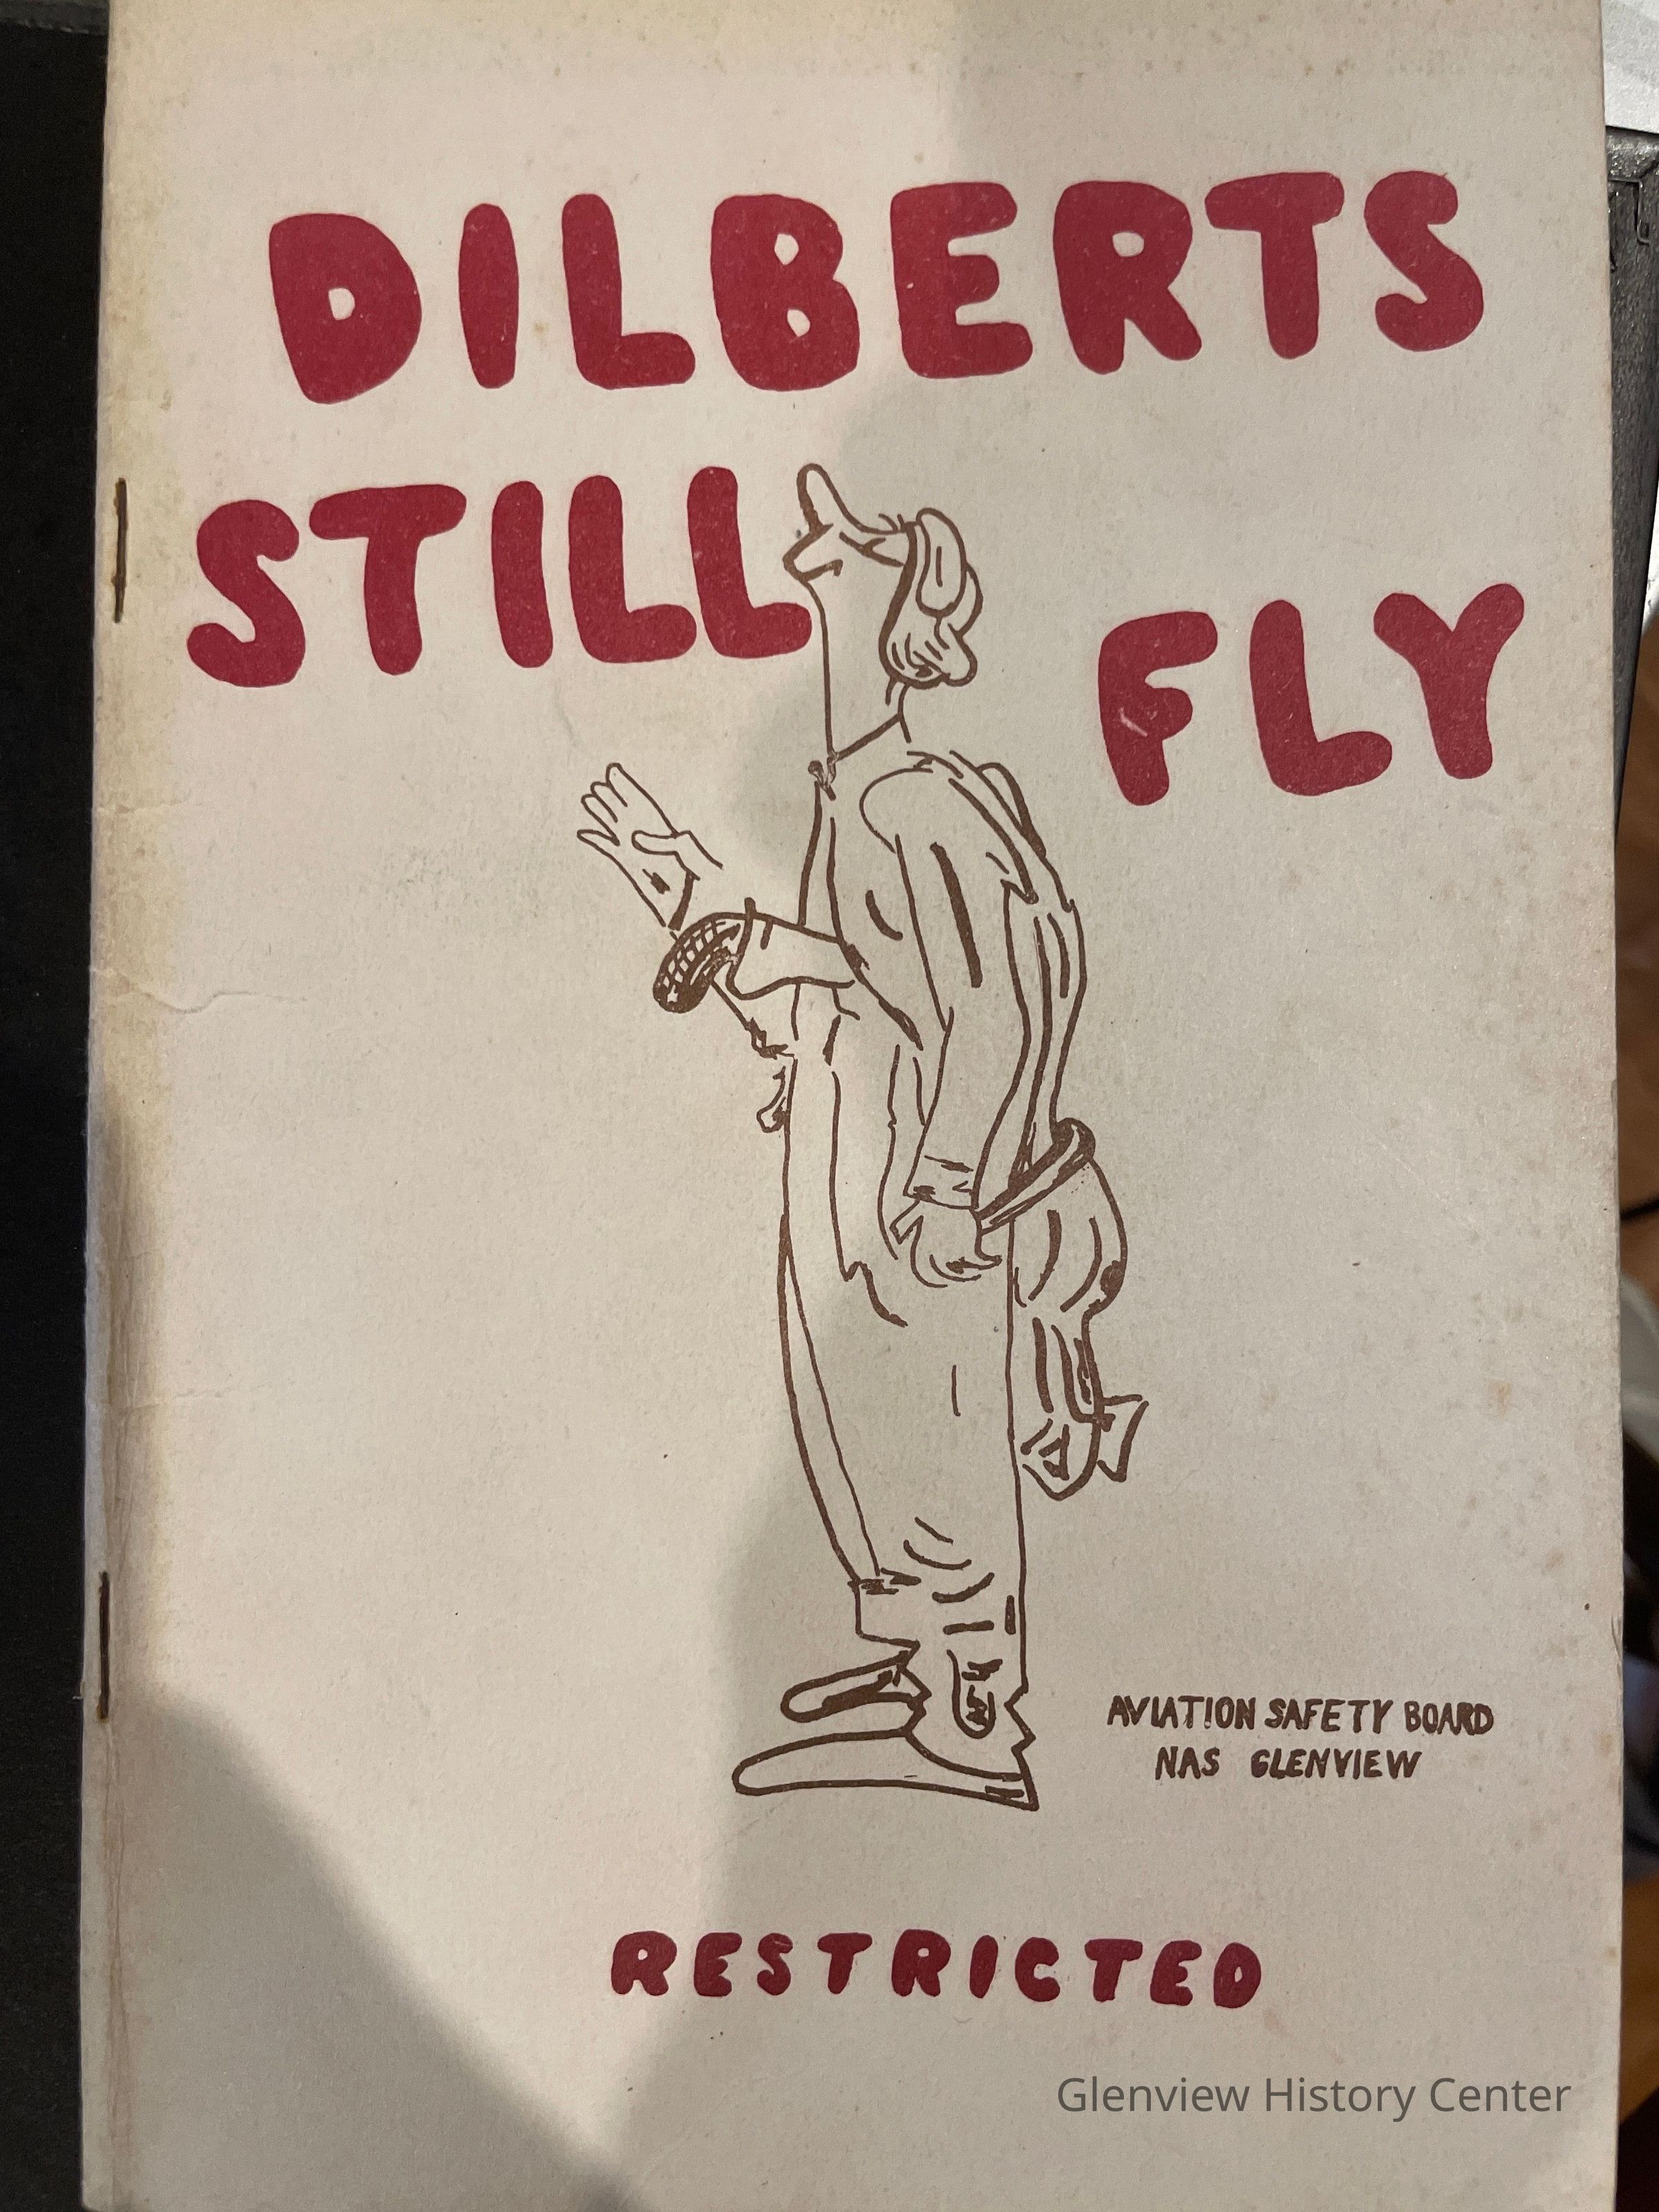 DILBERTS
STILL FLY
AVIATION SAFETY BOARD
NAS GLENVIEW
RESTRICTED
Glenview History Center